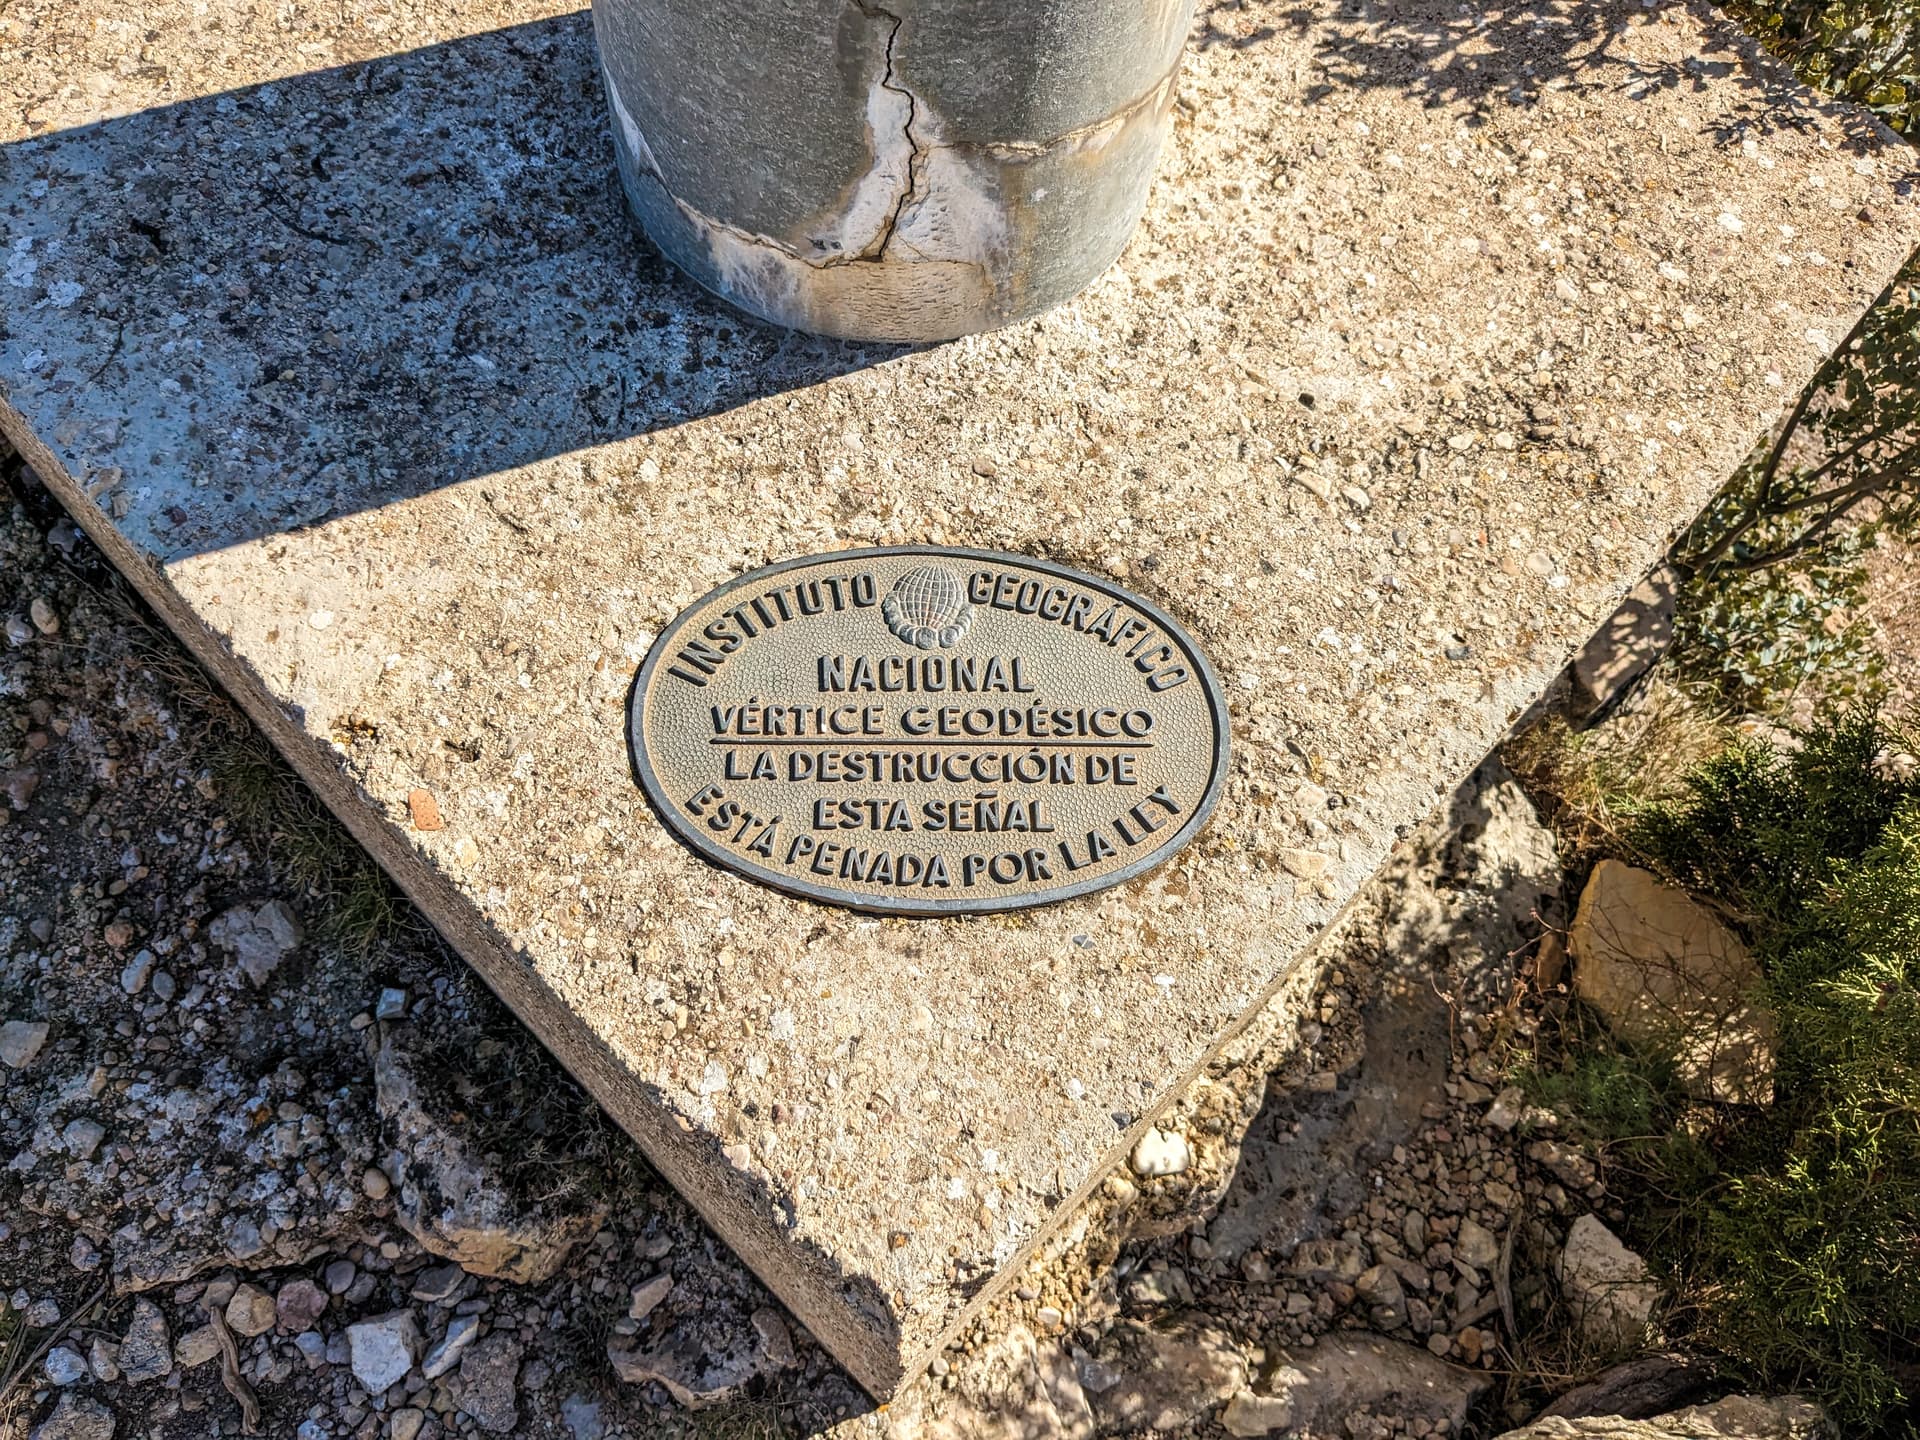 INSTITUTO GEOGRÁFICO
NACIONAL
VÉRTICE GEODÉSICO
LA DESTRUCCIÓN DE
ESTA SEÑAL
ESTÁ PENADA POR LA LEY